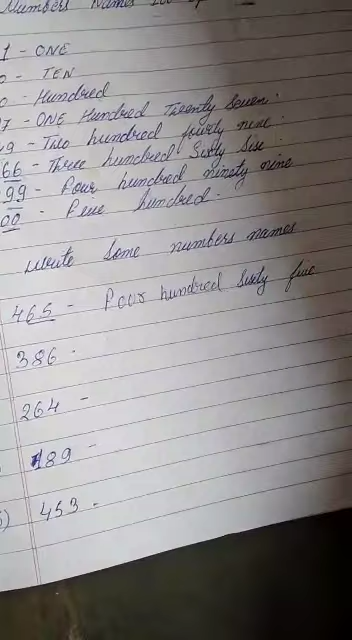 Numbers Names
1 - ONE
0 - TEN
0 - Hundred
7 - ONE Hundred Twenty Seven.
49 - Two hundred fourty nine.
66 - Three hundred Sixty Six.
99 - Four hundred ninety nine
00 - Five hundred.
Write Some numbers names
465 - Four hundred Sixty five
386 -
264 -
189 -
) 453 -